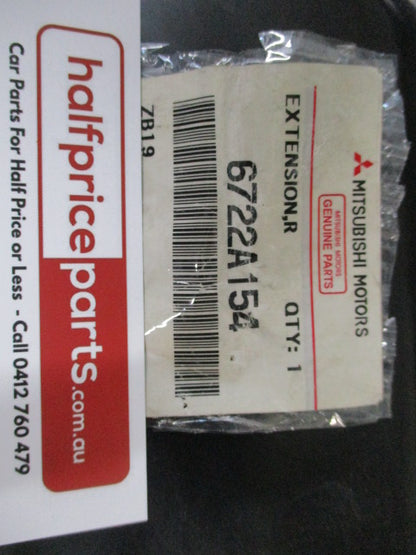 MITSUBISHI MOTORS
MITSUBISHI MOTORS
GENUINE PARTS
EXTENSION,R QTY: 1
6722A154
ZB19
halfpriceparts.com.au
Car Parts For Half Price or Less - Call 0412 760 479